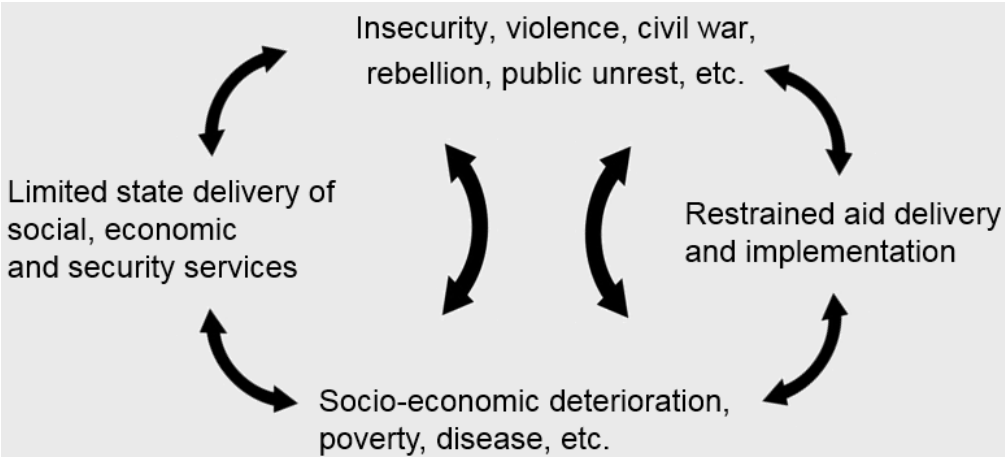 Insecurity, violence, civil war,
rebellion, public unrest, etc.
Limited state delivery of
social, economic
and security services
Restrained aid delivery
and implementation
Socio-economic deterioration,
poverty, disease, etc.